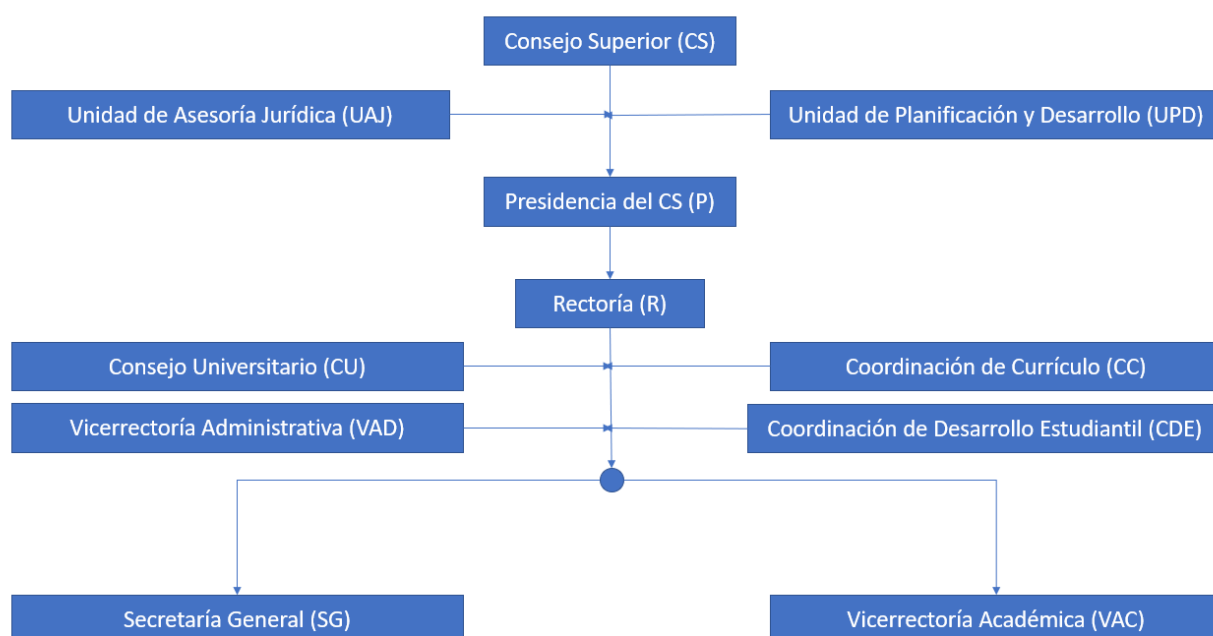 Consejo Superior (CS)
Unidad de Asesoría Jurídica (UAJ)
Unidad de Planificación y Desarrollo (UPD)
Presidencia del CS (P)
Rectoría (R)
Consejo Universitario (CU)
Coordinación de Currículo (CC)
Vicerrectoría Administrativa (VAD)
Coordinación de Desarrollo Estudiantil (CDE)
Secretaría General (SG)
Vicerrectoría Académica (VAC)